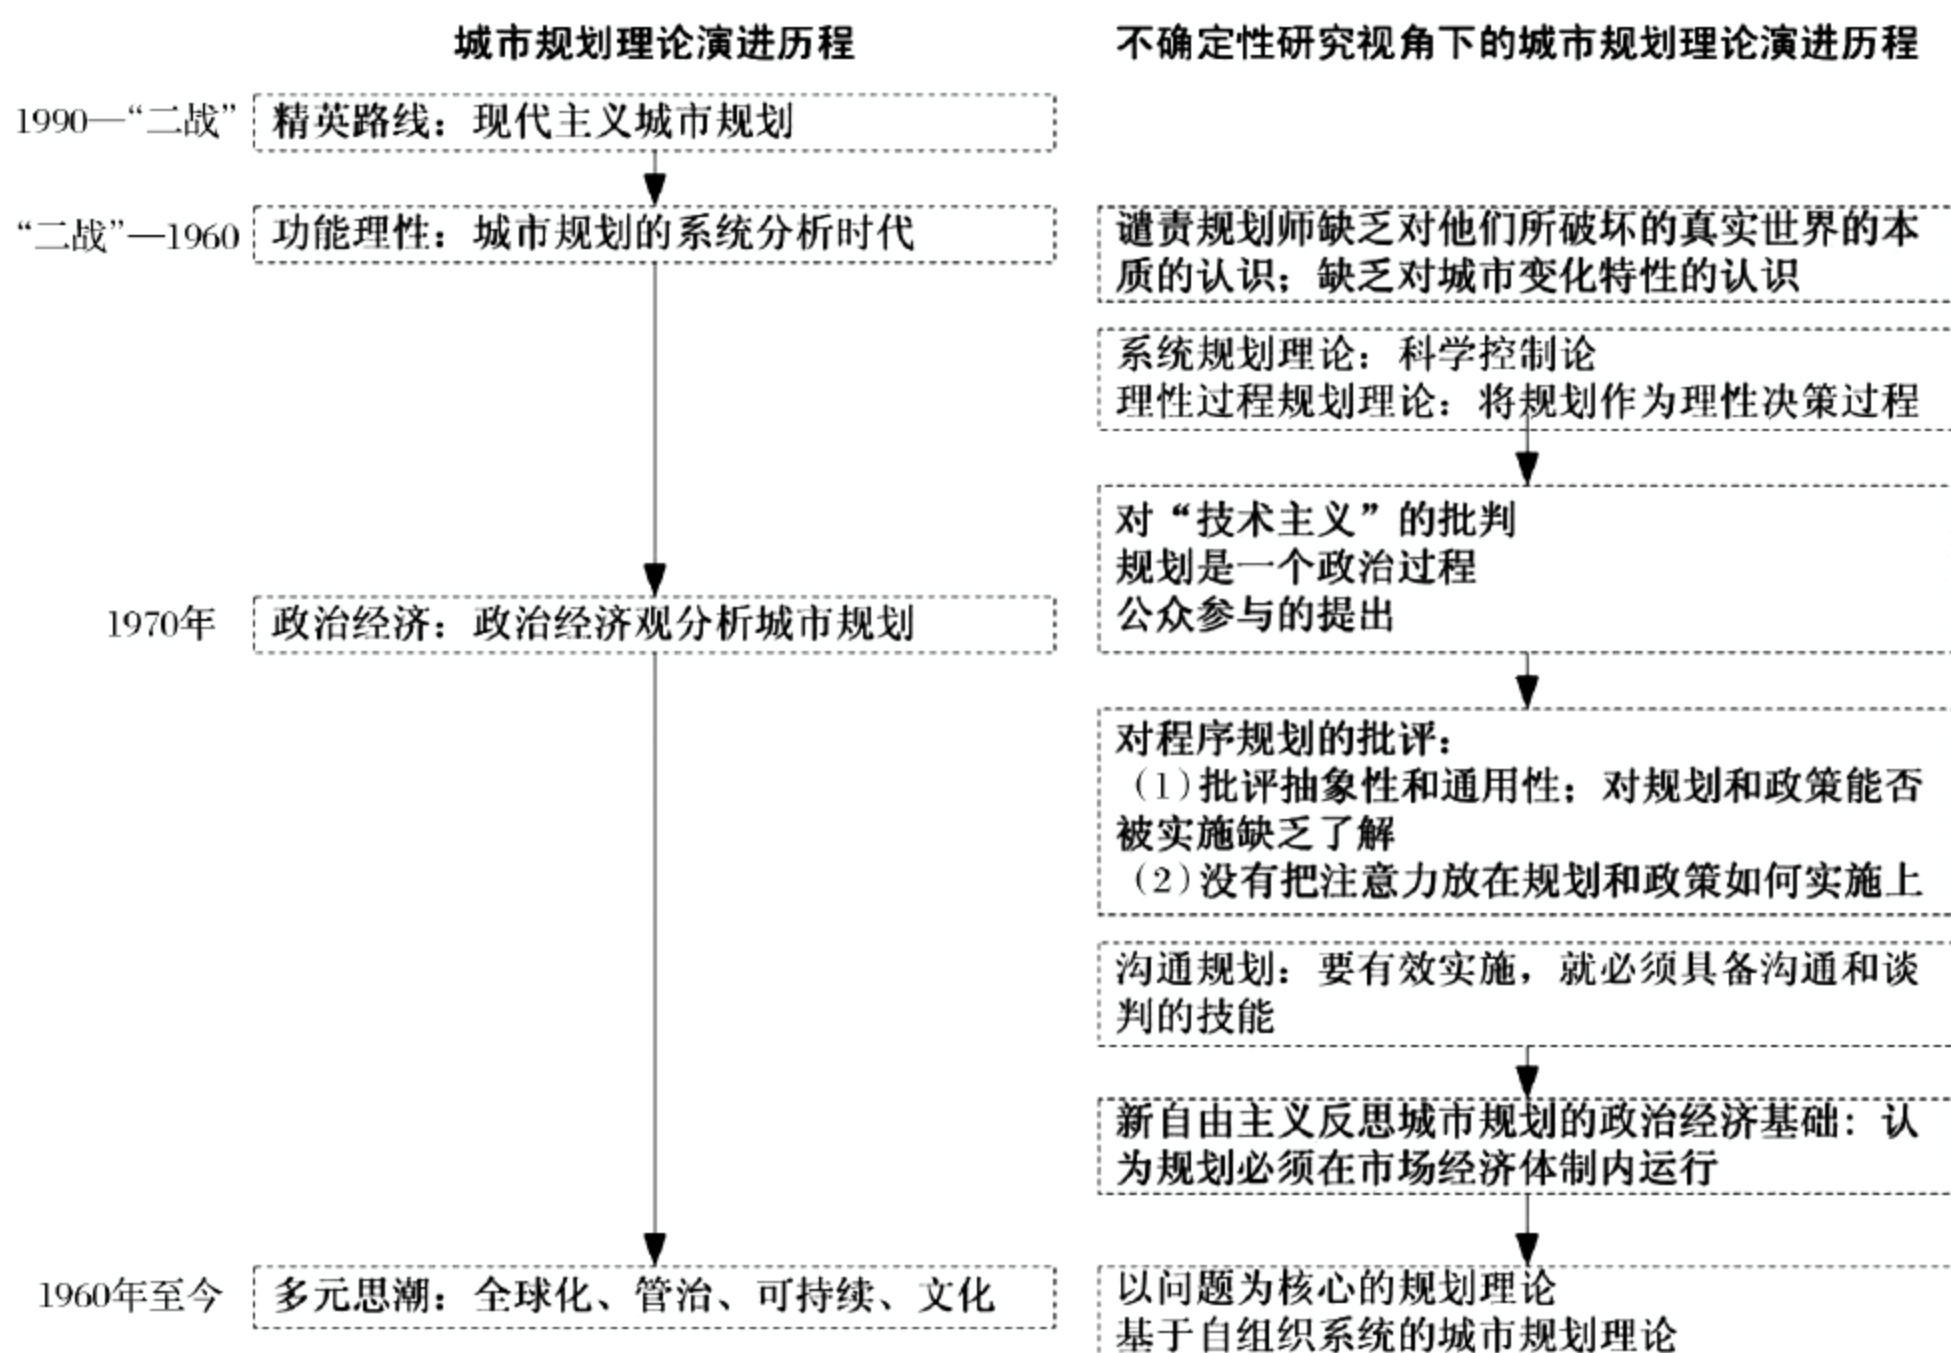 城市规划理论演进历程
不确定性研究视角下的城市规划理论演进历程
1990—“二战”
精英路线：现代主义城市规划
“二战”—1960
功能理性：城市规划的系统分析时代
谴责规划师缺乏对他们所破坏的真实世界的本
质的认识；缺乏对城市变化特性的认识
系统规划理论：科学控制论
理性过程规划理论：将规划作为理性决策过程
对“技术主义”的批判
规划是一个政治过程
公众参与的提出
1970年
政治经济：政治经济观分析城市规划
对程序规划的批评：
（1）批评抽象性和通用性；对规划和政策能否
被实施缺乏了解
（2）没有把注意力放在规划和政策如何实施上
沟通规划：要有效实施，就必须具备沟通和谈
判的技能
新自由主义反思城市规划的政治经济基础：认
为规划必须在市场经济体制内运行
1960年至今
多元思潮：全球化、管治、可持续、文化
以问题为核心的规划理论
基于自组织系统的城市规划理论